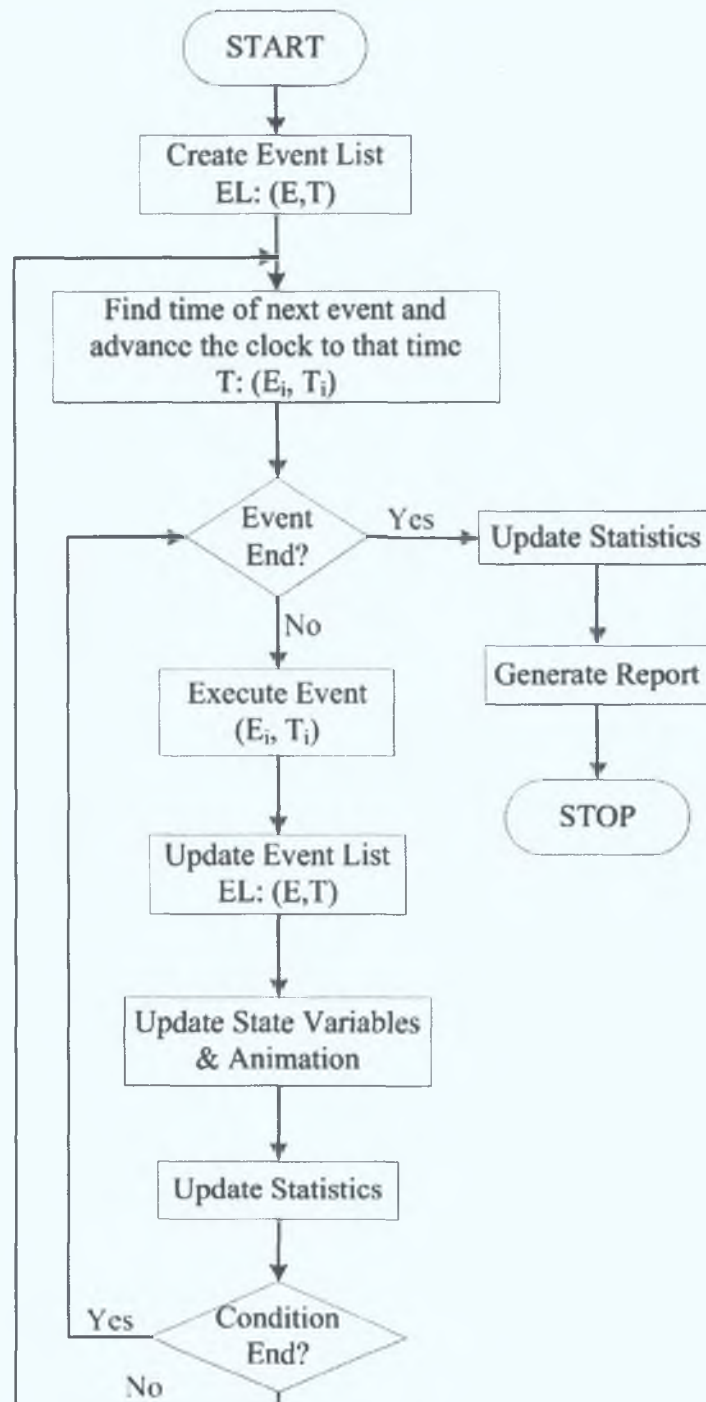 START
Create Event List
EL: (E,T)
Find time of next event and
advance the clock to that time
T: (Eᵢ, Tᵢ)
Event
End?
Yes
Update Statistics
No
Generate Report
Execute Event
(Eᵢ, Tᵢ)
STOP
Update Event List
EL: (E,T)
Update State Variables
& Animation
Update Statistics
Condition
End?
Yes
No